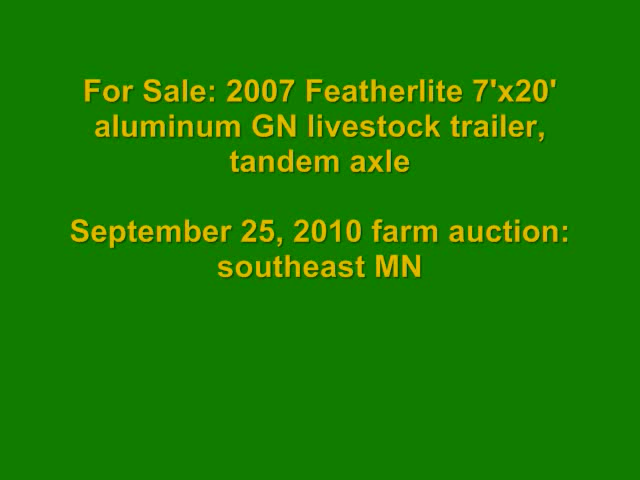 For Sale: 2007 Featherlite 7'x20'
aluminum GN livestock trailer,
tandem axle
September 25, 2010 farm auction:
southeast MN